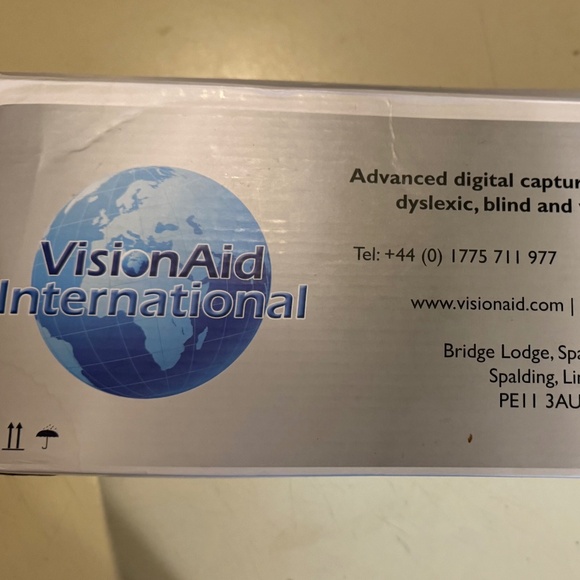 VisionAid
International
Advanced digital captur
dyslexic, blind and
Tel: +44 (0) 1775 711 977
www.visionaid.com |
Bridge Lodge, Spa
Spalding, Lin
PE11 3AU